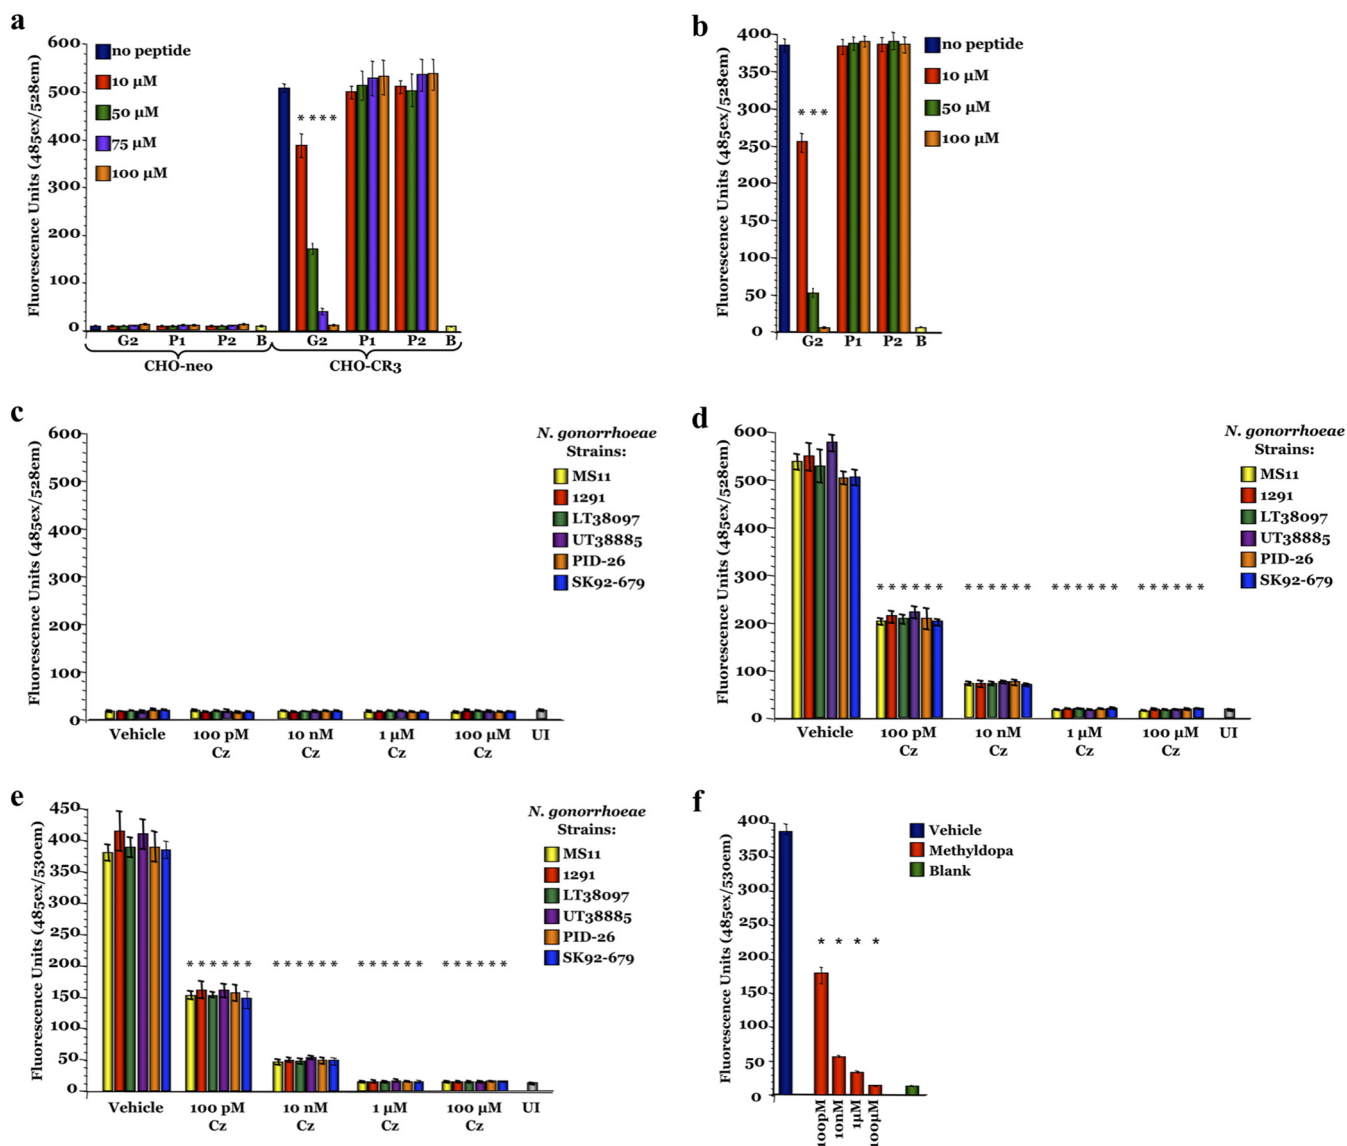 a
Fluorescence Units (485ex/528em)
600
500
400
300
200
100
0
no peptide
10 µM
50 µM
75 µM
100 µM
* * * *
G2 P1 P2 B G2 P1 P2 B
CHO-neo CHO-CR3
b
Fluorescence Units (485ex/528em)
400
350
300
250
200
150
100
50
0
no peptide
10 µM
50 µM
100 µM
* * *
G2 P1 P2 B
c
Fluorescence Units (485ex/528em)
600
500
400
300
200
100
0
N. gonorrhoeae
Strains:
MS11
1291
LT38097
UT38885
PID-26
SK92-679
Vehicle 100 pM 10 nM 1 µM 100 µM UI
Cz Cz Cz Cz
d
Fluorescence Units (485ex/528em)
600
500
400
300
200
100
0
N. gonorrhoeae
Strains:
MS11
1291
LT38097
UT38885
PID-26
SK92-679
* * * * * * * * * * * * * * * * * * * * * * * *
Vehicle 100 pM 10 nM 1 µM 100 µM UI
Cz Cz Cz Cz
e
Fluorescence Units (485ex/530em)
450
400
350
300
250
200
150
100
50
0
N. gonorrhoeae
Strains:
MS11
1291
LT38097
UT38885
PID-26
SK92-679
* * * * * * * * * * * * * * * * * * * * * * * *
Vehicle 100 pM 10 nM 1 µM 100 µM UI
Cz Cz Cz Cz
f
Fluorescence Units (485ex/530em)
400
350
300
250
200
150
100
50
0
Vehicle
Methyldopa
Blank
* * * *
100pM
10nM
1µM
100µM